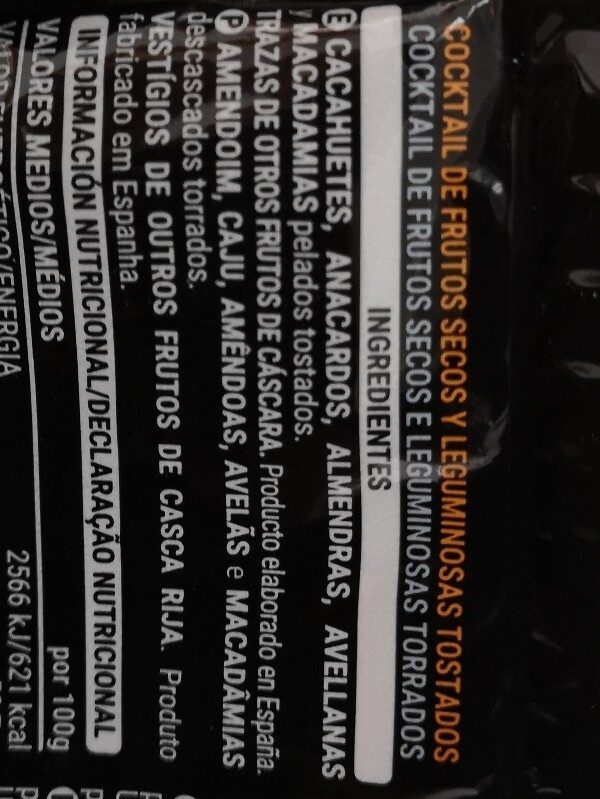 COCKTAIL DE FRUTOS SECOS Y LEGUMINOSAS TOSTADOS
COCKTAIL DE FRUTOS SECOS E LEGUMINOSAS TORRADOS
INGREDIENTES
E CACAHUETES, ANACARDOS, ALMENDRAS, AVELLANAS
y MACADAMIAS pelados tostados.
TRAZAS DE OTROS FRUTOS DE CÁSCARA. Producto elaborado en España.
P AMENDOIM, CAJU, AMÊNDOAS, AVELÃS e MACADÂMIAS
descascados torrados.
VESTÍGIOS DE OUTROS FRUTOS DE CASCA RIJA. Produto
fabricado em Espanha.
INFORMACIÓN NUTRICIONAL/DECLARAÇÃO NUTRICIONAL
VALORES MEDIOS/MÉDIOS por 100g
2566 kJ/621 kcal